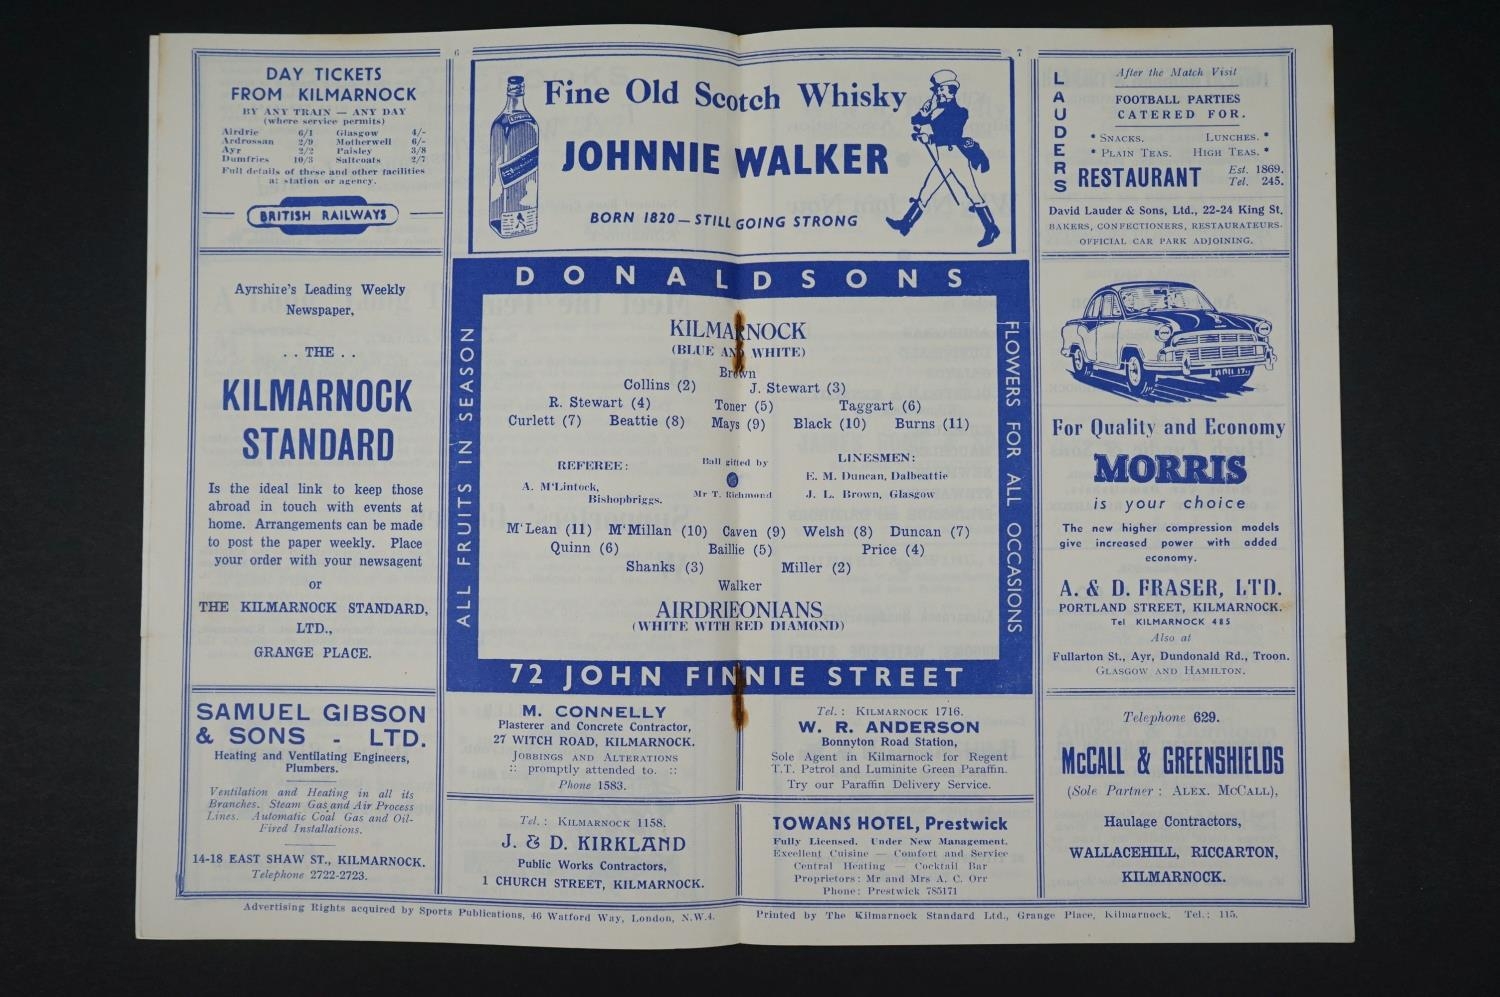 6
7
DAY TICKETS
FROM KILMARNOCK
BY ANY TRAIN — ANY DAY
(where service permits)
Airdrie 6/1 Glasgow 4/-
Ardrossan 2/9 Motherwell 6/-
Ayr 2/2 Paisley 3/8
Dumfries 10/3 Saltcoats 2/7
Full details of these and other facilities
at station or agency.
BRITISH RAILWAYS
Ayrshire's Leading Weekly
Newspaper,
. . THE . .
KILMARNOCK
STANDARD
Is the ideal link to keep those
abroad in touch with events at
home. Arrangements can be made
to post the paper weekly. Place
your order with your newsagent
or
THE KILMARNOCK STANDARD,
LTD.,
GRANGE PLACE.
SAMUEL GIBSON
& SONS - LTD.
Heating and Ventilating Engineers,
Plumbers.
Ventilation and Heating in all its
Branches. Steam Gas and Air Process
Lines. Automatic Coal Gas and Oil-
Fired Installations.
14-18 EAST SHAW ST., KILMARNOCK.
Telephone 2722-2723.
Fine Old Scotch Whisky
JOHNNIE WALKER
BORN 1820 — STILL GOING STRONG
DONALDSONS
ALL FRUITS IN SEASON
KILMARNOCK
(BLUE AND WHITE)
Brown
Collins (2) J. Stewart (3)
R. Stewart (4) Toner (5) Taggart (6)
Curlett (7) Beattie (8) Mays (9) Black (10) Burns (11)
REFEREE:
A. M'Lintock,
Bishopbriggs.
Ball gifted by
Mr T. Richmond
LINESMEN:
E. M. Duncan, Dalbeattie
J. L. Brown, Glasgow
M'Lean (11) M'Millan (10) Caven (9) Welsh (8) Duncan (7)
Quinn (6) Baillie (5) Price (4)
Shanks (3) Miller (2)
Walker
AIRDRIEONIANS
(WHITE WITH RED DIAMOND)
FLOWERS FOR ALL OCCASIONS
72 JOHN FINNIE STREET
M. CONNELLY
Plasterer and Concrete Contractor,
27 WITCH ROAD, KILMARNOCK.
JOBBINGS AND ALTERATIONS
:: promptly attended to. ::
Phone 1583.
Tel.: KILMARNOCK 1158.
J. & D. KIRKLAND
Public Works Contractors,
1 CHURCH STREET, KILMARNOCK.
Tel.: KILMARNOCK 1716.
W. R. ANDERSON
Bonnyton Road Station,
Sole Agent in Kilmarnock for Regent
T.T. Petrol and Luminite Green Paraffin.
Try our Paraffin Delivery Service.
TOWANS HOTEL, Prestwick
Fully Licensed. Under New Management.
Excellent Cuisine — Comfort and Service
Central Heating — Cocktail Bar
Proprietors: Mr and Mrs A. C. Orr
Phone: Prestwick 785171
LAUDERS
After the Match Visit
FOOTBALL PARTIES
CATERED FOR.
* SNACKS. LUNCHES. *
* PLAIN TEAS. HIGH TEAS. *
RESTAURANT Est. 1869.
Tel. 245.
David Lauder & Sons, Ltd., 22-24 King St.
BAKERS, CONFECTIONERS, RESTAURATEURS.
OFFICIAL CAR PARK ADJOINING.
For Quality and Economy
MORRIS
is your choice
The new higher compression models
give increased power with added
economy.
A. & D. FRASER, LTD.
PORTLAND STREET, KILMARNOCK.
Tel KILMARNOCK 485
Also at
Fullarton St., Ayr, Dundonald Rd., Troon.
GLASGOW AND HAMILTON.
Telephone 629.
McCALL & GREENSHIELDS
(Sole Partner: ALEX. McCALL),
Haulage Contractors,
WALLACEHILL, RICCARTON,
KILMARNOCK.
Advertising Rights acquired by Sports Publications, 46 Watford Way, London, N.W.4.
Printed by The Kilmarnock Standard Ltd., Grange Place, Kilmarnock. Tel.: 115.